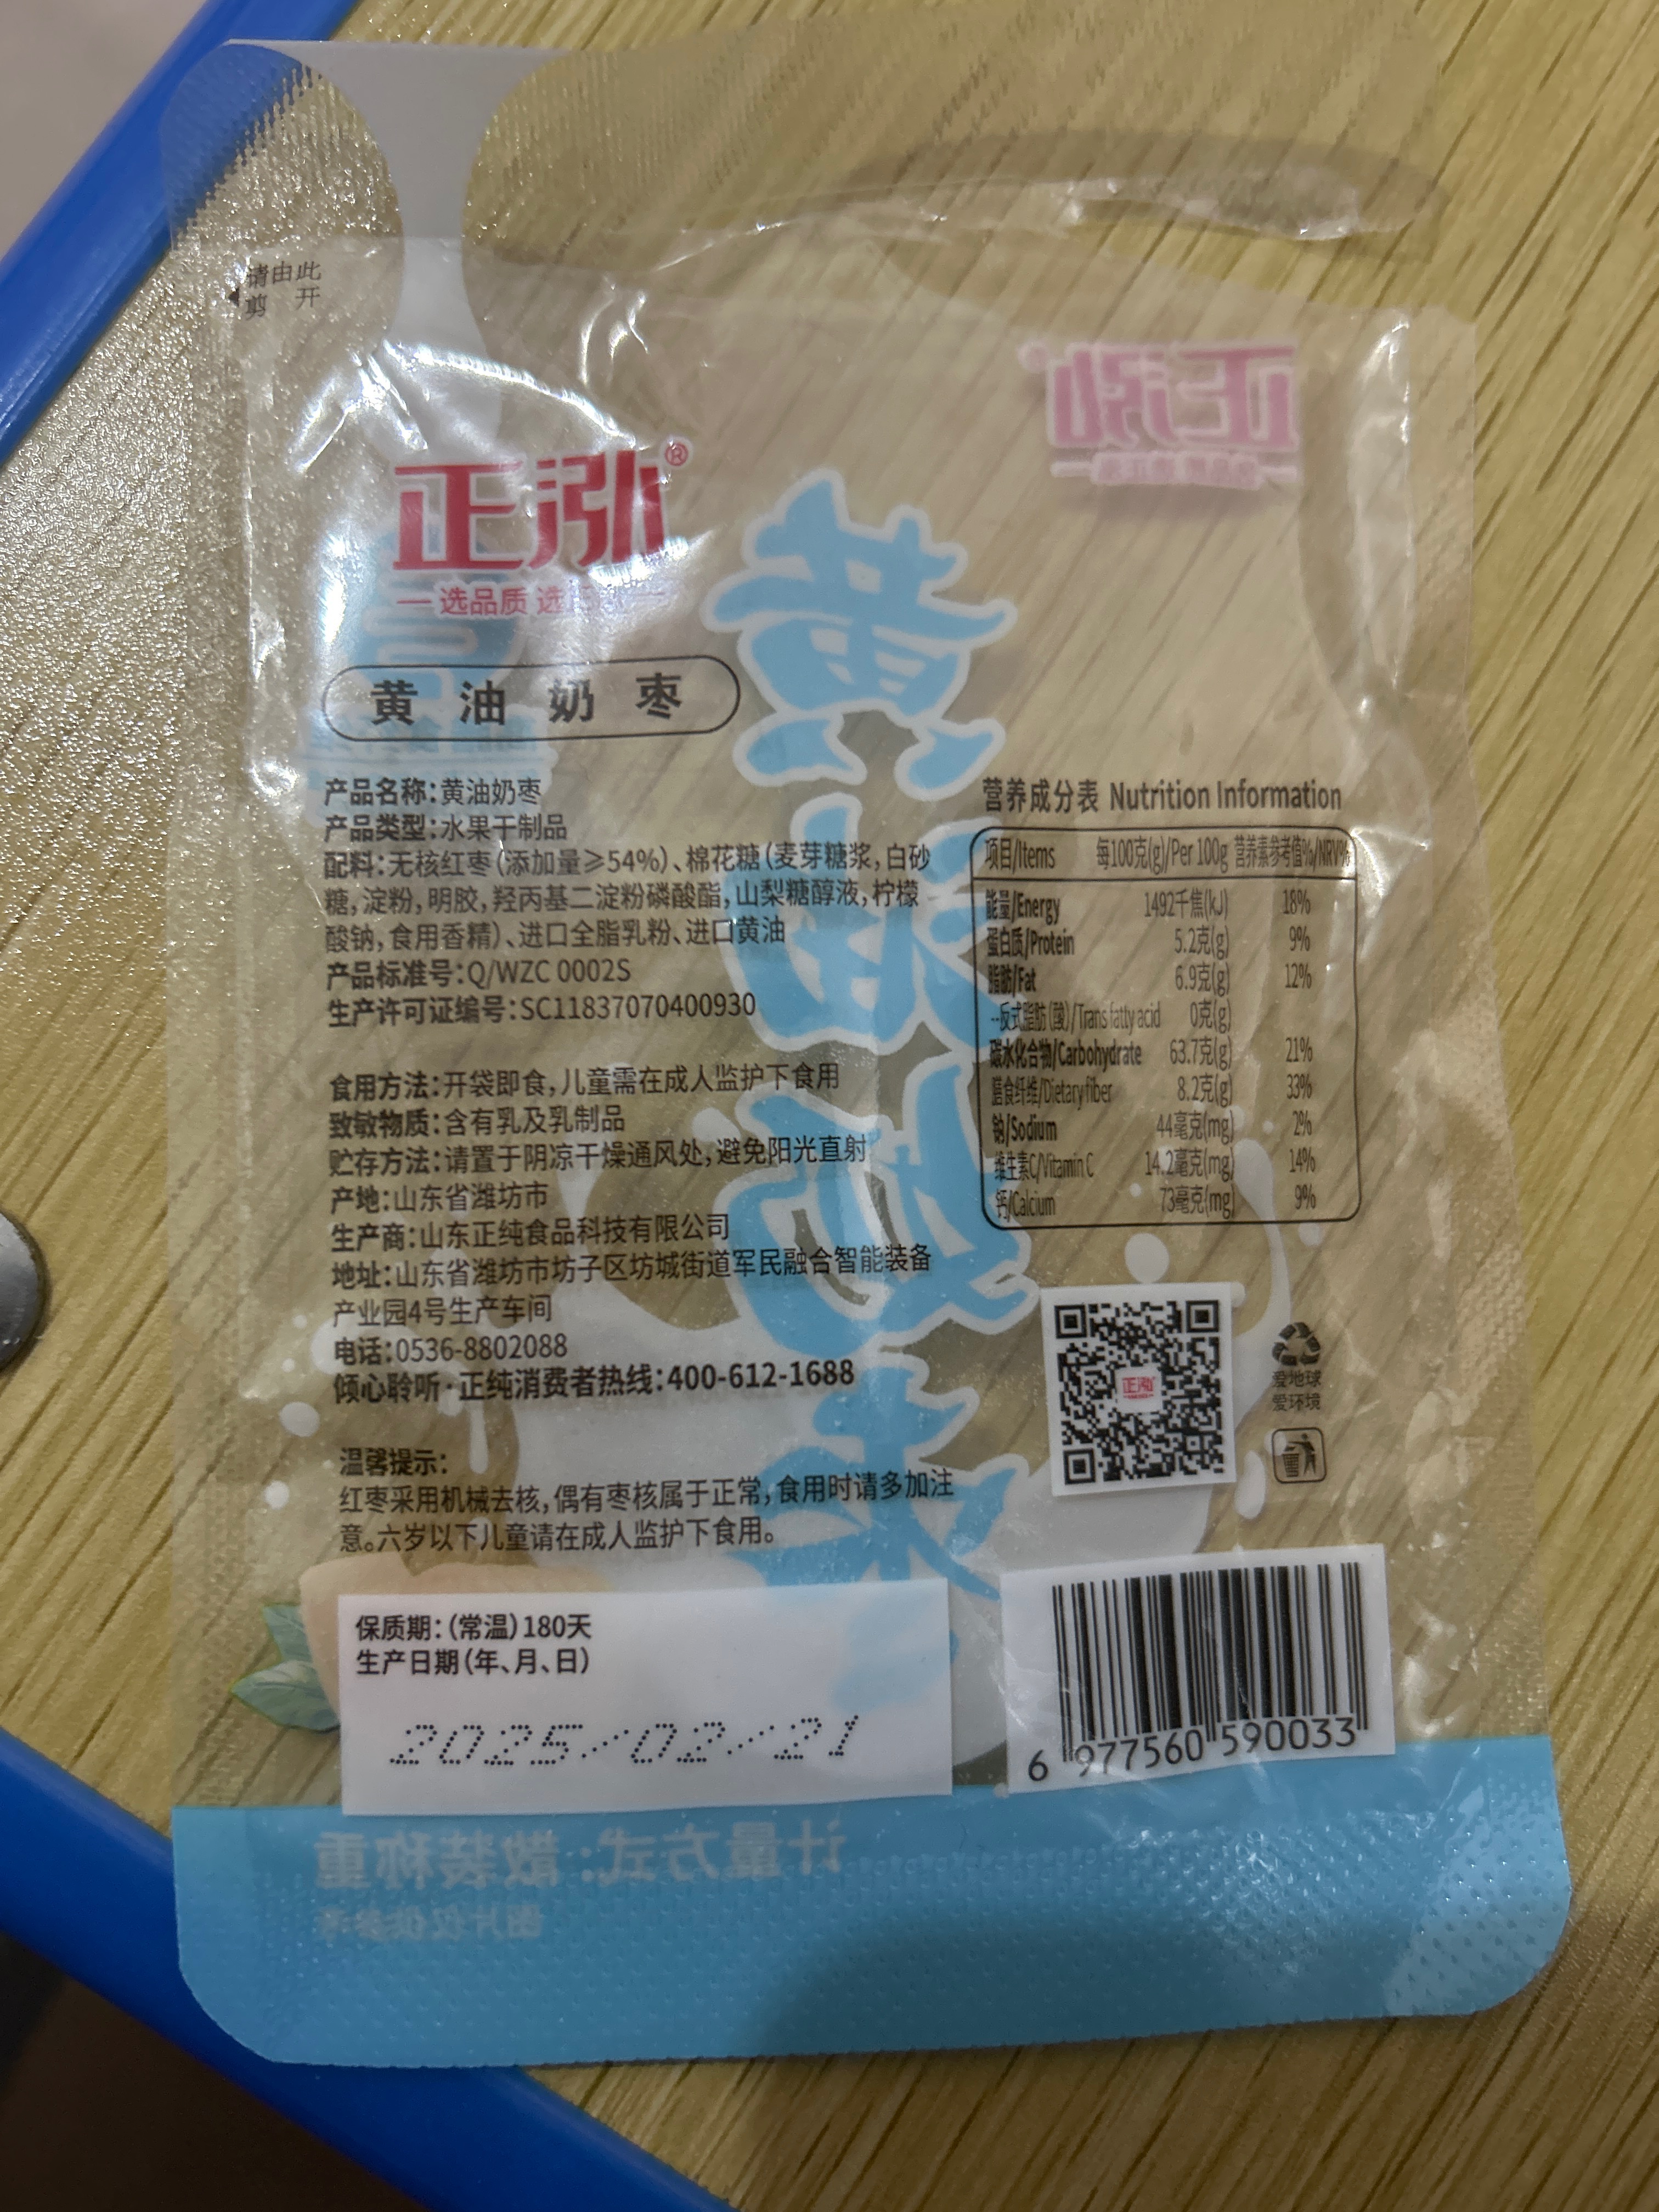 请由此
剪 开
正泓®
选品质 选
黄油奶枣
产品名称：黄油奶枣
产品类型：水果干制品
配料：无核红枣（添加量≥54%）、棉花糖（麦芽糖浆，白砂
糖，淀粉，明胶，羟丙基二淀粉磷酸酯，山梨糖醇液，柠檬
酸钠，食用香精）、进口全脂乳粉、进口黄油
产品标准号：Q/WZC 0002S
生产许可证编号：SC11837070400930
食用方法：开袋即食，儿童需在成人监护下食用
致敏物质：含有乳及乳制品
贮存方法：请置于阴凉干燥通风处，避免阳光直射
产地：山东省潍坊市
生产商：山东正纯食品科技有限公司
地址：山东省潍坊市坊子区坊城街道军民融合智能装备
产业园4号生产车间
电话：0536-8802088
倾心聆听·正纯消费者热线：400-612-1688
温馨提示：
红枣采用机械去核，偶有枣核属于正常，食用时请多加注
意。六岁以下儿童请在成人监护下食用。
保质期：（常温）180天
生产日期（年、月、日）
2025/02/21
营养成分表 Nutrition Information
项目/Items 每100克(g)/Per 100g 营养素参考值%/NRV%
能量/Energy 1492千焦(kJ) 18%
蛋白质/Protein 5.2克(g) 9%
脂肪/Fat 6.9克(g) 12%
--反式脂肪(酸)/Trans fatty acid 0克(g)
碳水化合物/Carbohydrate 63.7克(g) 21%
膳食纤维/Dietary fiber 8.2克(g) 33%
钠/Sodium 44毫克(mg) 2%
维生素C/Vitamin C 14.2毫克(mg) 14%
钙/Calcium 73毫克(mg) 9%
正泓
爱地球
爱环境
6 977560 590033
正泓
计量方式：散装称重
图片仅供参考